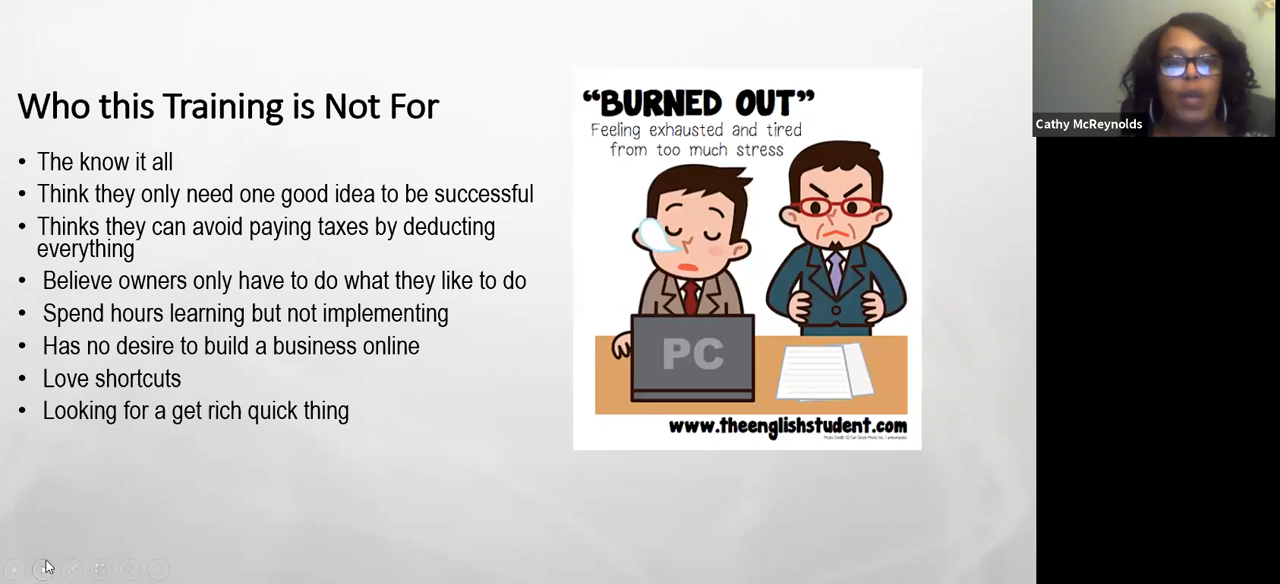 Who this Training is Not For
• The know it all
• Think they only need one good idea to be successful
• Thinks they can avoid paying taxes by deducting
everything
• Believe owners only have to do what they like to do
• Spend hours learning but not implementing
• Has no desire to build a business online
• Love shortcuts
• Looking for a get rich quick thing
“BURNED OUT”
Feeling exhausted and tired
from too much stress
PC
www.theenglishstudent.com
Cathy McReynolds